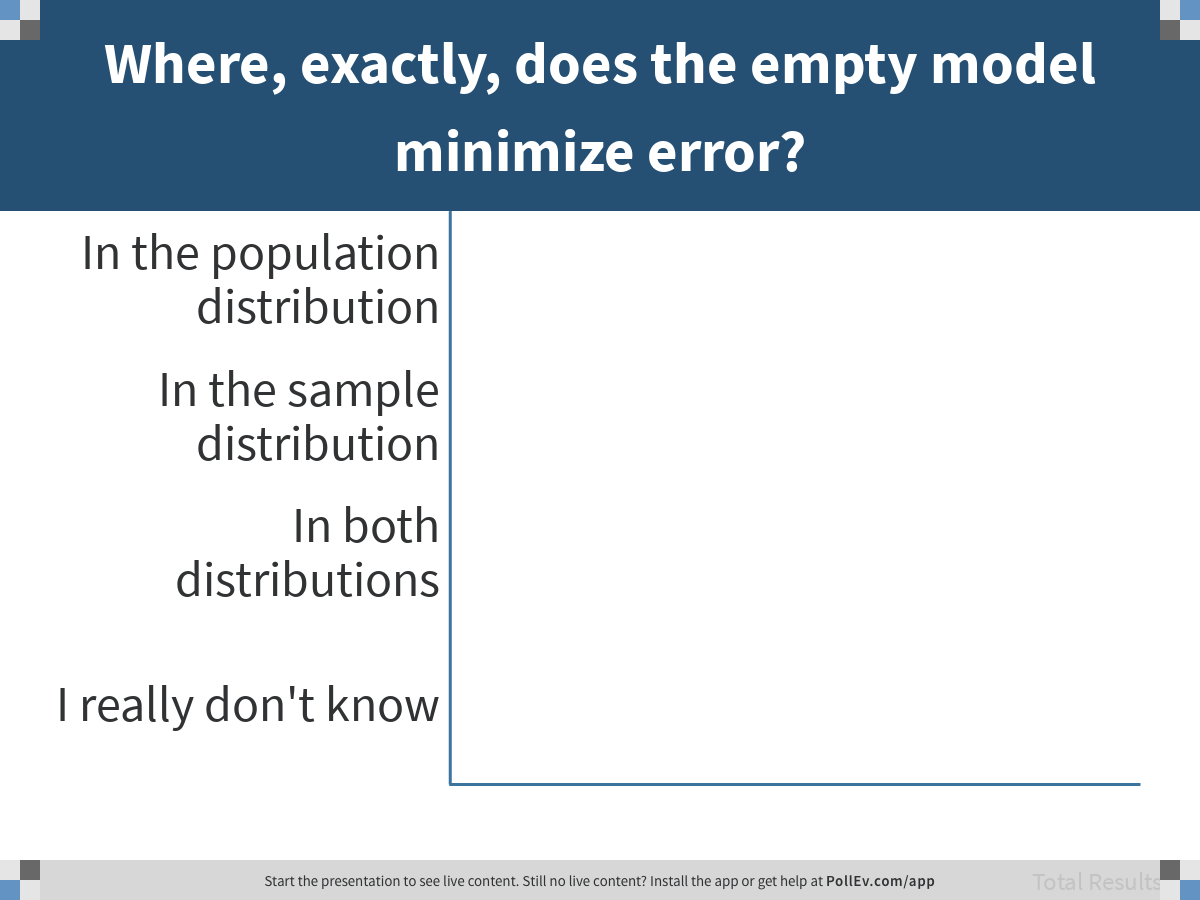 Where, exactly, does the empty model
minimize error?
In the population
distribution
In the sample
distribution
In both
distributions
I really don't know
Start the presentation to see live content. Still no live content? Install the app or get help at PollEv.com/app
Total Results